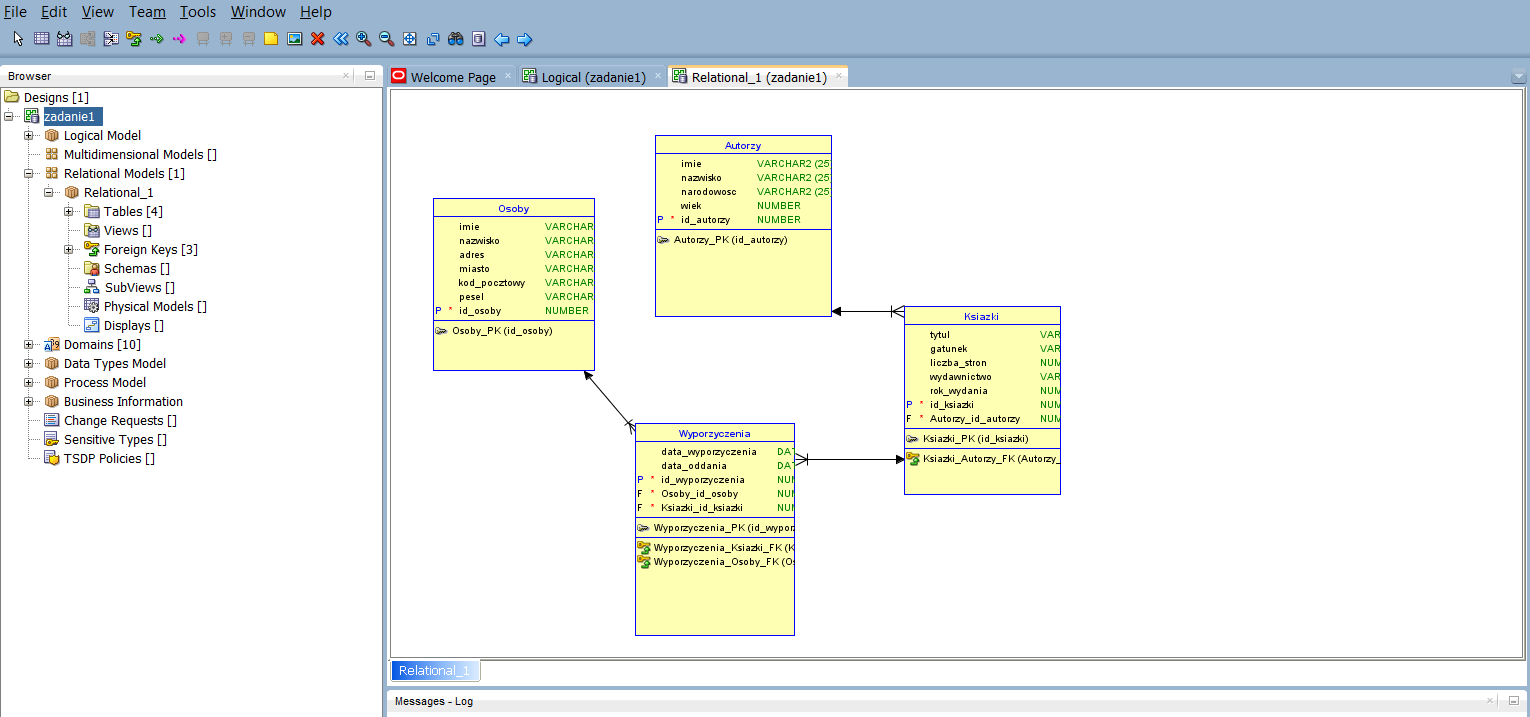 File Edit View Team Tools Window Help
Browser
Designs [1]
zadanie1
Logical Model
Multidimensional Models []
Relational Models [1]
Relational_1
Tables [4]
Views []
Foreign Keys [3]
Schemas []
SubViews []
Physical Models []
Displays []
Domains [10]
Data Types Model
Process Model
Business Information
Change Requests []
Sensitive Types []
TSDP Policies []
Welcome Page Logical (zadanie1) Relational_1 (zadanie1)
Autorzy
imie VARCHAR2 (25
nazwisko VARCHAR2 (25
narodowosc VARCHAR2 (25
wiek NUMBER
P * id_autorzy NUMBER
Autorzy_PK (id_autorzy)
Osoby
imie VARCHAR
nazwisko VARCHAR
adres VARCHAR
miasto VARCHAR
kod_pocztowy VARCHAR
pesel VARCHAR
P * id_osoby NUMBER
Osoby_PK (id_osoby)
Ksiazki
tytul VAR
gatunek VAR
liczba_stron NUM
wydawnictwo VAR
rok_wydania NUM
P * id_ksiazki NUM
F * Autorzy_id_autorzy NUM
Ksiazki_PK (id_ksiazki)
Ksiazki_Autorzy_FK (Autorzy_
Wyporzyczenia
data_wyporzyczenia DAT
data_oddania DAT
P * id_wyporzyczenia NUM
F * Osoby_id_osoby NUM
F * Ksiazki_id_ksiazki NUM
Wyporzyczenia_PK (id_wypor
Wyporzyczenia_Ksiazki_FK (K
Wyporzyczenia_Osoby_FK (Os
Relational_1
Messages - Log